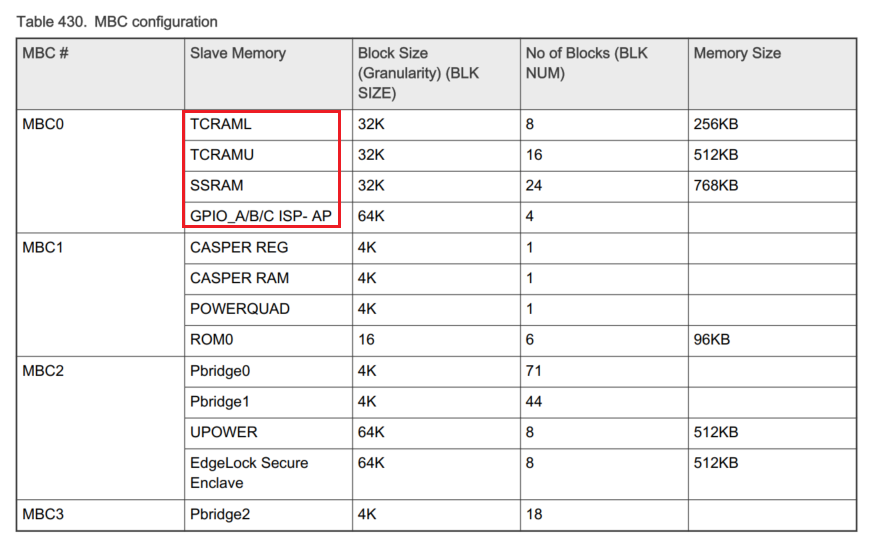 Table 430. MBC configuration
MBC # Slave Memory Block Size (Granularity) (BLK SIZE) No of Blocks (BLK NUM) Memory Size
MBC0 TCRAML 32K 8 256KB
TCRAMU 32K 16 512KB
SSRAM 32K 24 768KB
GPIO_A/B/C ISP- AP 64K 4
MBC1 CASPER REG 4K 1
CASPER RAM 4K 1
POWERQUAD 4K 1
ROM0 16 6 96KB
MBC2 Pbridge0 4K 71
Pbridge1 4K 44
UPOWER 64K 8 512KB
EdgeLock Secure Enclave 64K 8 512KB
MBC3 Pbridge2 4K 18